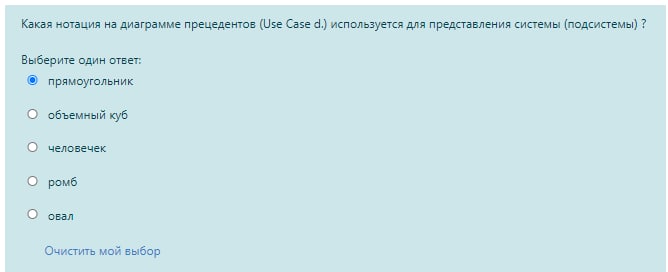 Какая нотация на диаграмме прецедентов (Use Case d.) используется для представления системы (подсистемы) ?
Выберите один ответ:
прямоугольник
объемный куб
человечек
ромб
овал
Очистить мой выбор